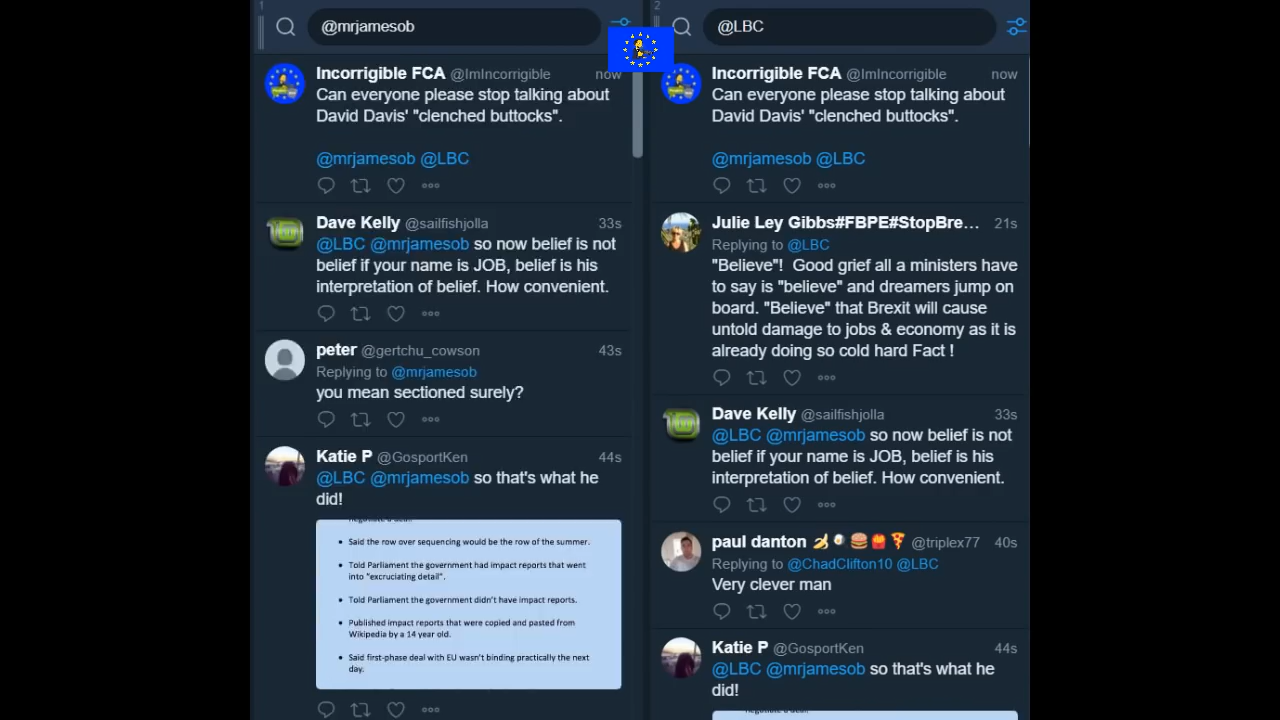 1
@mrjamesob
Incorrigible FCA @ImIncorrigible now
Can everyone please stop talking about
David Davis' "clenched buttocks".
@mrjamesob @LBC
Dave Kelly @sailfishjolla 33s
@LBC @mrjamesob so now belief is not
belief if your name is JOB, belief is his
interpretation of belief. How convenient.
peter @gertchu_cowson 43s
Replying to @mrjamesob
you mean sectioned surely?
Katie P @GosportKen 44s
@LBC @mrjamesob so that's what he
did!
negotiate a deal.
Said the row over sequencing would be the row of the summer.
Told Parliament the government had impact reports that went
into "excruciating detail".
Told Parliament the government didn't have impact reports.
Published impact reports that were copied and pasted from
Wikipedia by a 14 year old.
Said first-phase deal with EU wasn't binding practically the next
day.
2
@LBC
Incorrigible FCA @ImIncorrigible now
Can everyone please stop talking about
David Davis' "clenched buttocks".
@mrjamesob @LBC
Julie Ley Gibbs#FBPE#StopBre... 21s
Replying to @LBC
"Believe"! Good grief all a ministers have
to say is "believe" and dreamers jump on
board. "Believe" that Brexit will cause
untold damage to jobs & economy as it is
already doing so cold hard Fact !
Dave Kelly @sailfishjolla 33s
@LBC @mrjamesob so now belief is not
belief if your name is JOB, belief is his
interpretation of belief. How convenient.
paul danton 🍌🍳🍔🍟🍕 @triplex77 40s
Replying to @ChadClifton10 @LBC
Very clever man
Katie P @GosportKen 44s
@LBC @mrjamesob so that's what he
did!